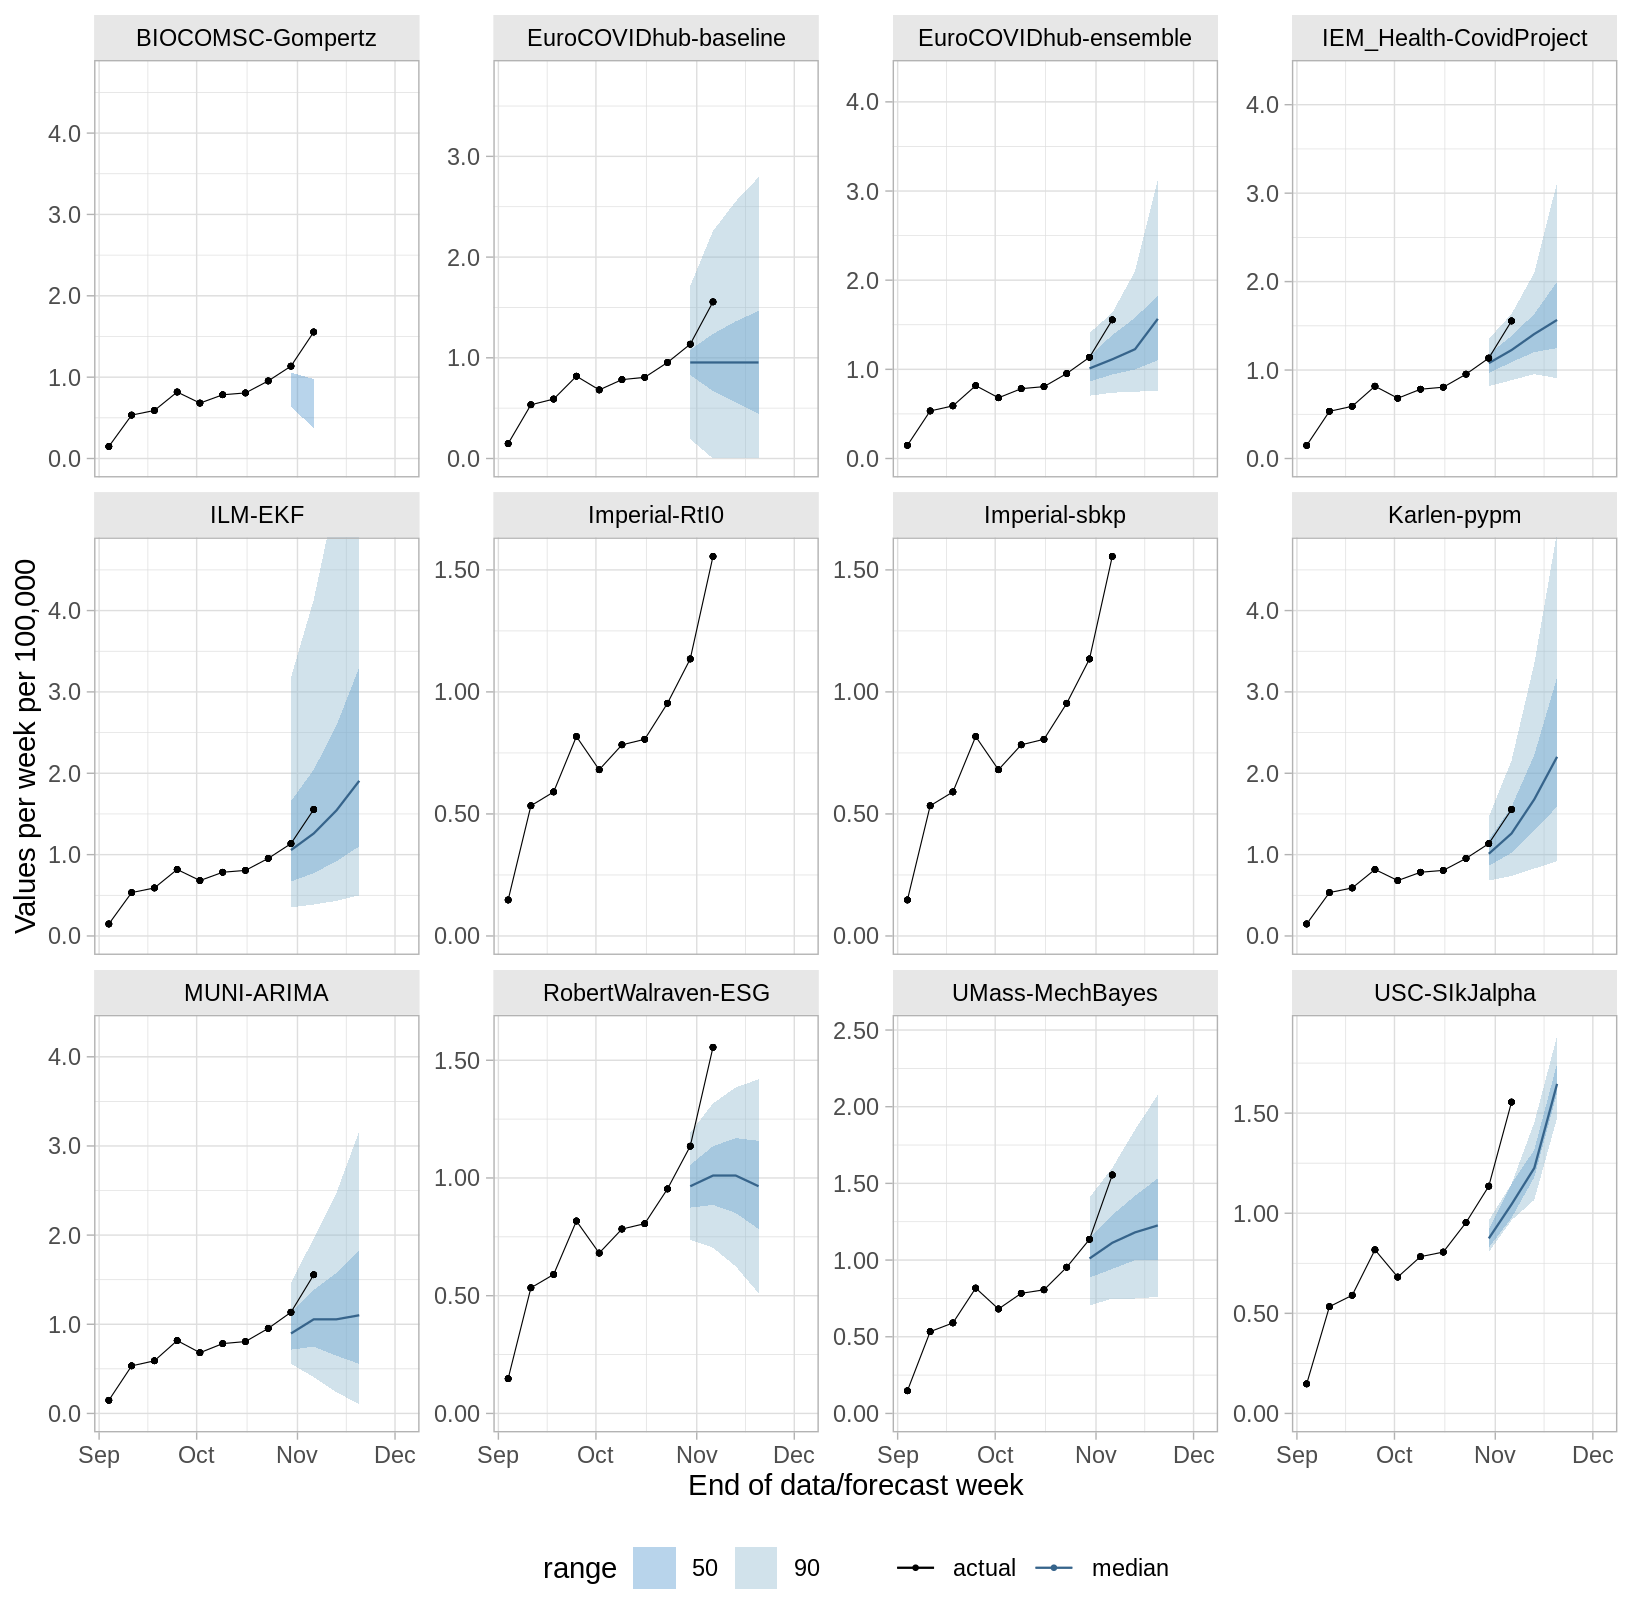 BIOCOMSC-Gompertz
EuroCOVIDhub-baseline
EuroCOVIDhub-ensemble
IEM_Health-CovidProject
4.0
3.0
2.0
1.0
0.0
3.0
2.0
1.0
0.0
4.0
3.0
2.0
1.0
0.0
4.0
3.0
2.0
1.0
0.0
Values per week per 100,000
ILM-EKF
Imperial-RtI0
Imperial-sbkp
Karlen-pypm
4.0
3.0
2.0
1.0
0.0
1.50
1.00
0.50
0.00
1.50
1.00
0.50
0.00
4.0
3.0
2.0
1.0
0.0
MUNI-ARIMA
RobertWalraven-ESG
UMass-MechBayes
USC-SIkJalpha
4.0
3.0
2.0
1.0
0.0
1.50
1.00
0.50
0.00
2.50
2.00
1.50
1.00
0.50
0.00
1.50
1.00
0.50
0.00
Sep Oct Nov Dec
Sep Oct Nov Dec
Sep Oct Nov Dec
Sep Oct Nov Dec
End of data/forecast week
range 50 90 actual median